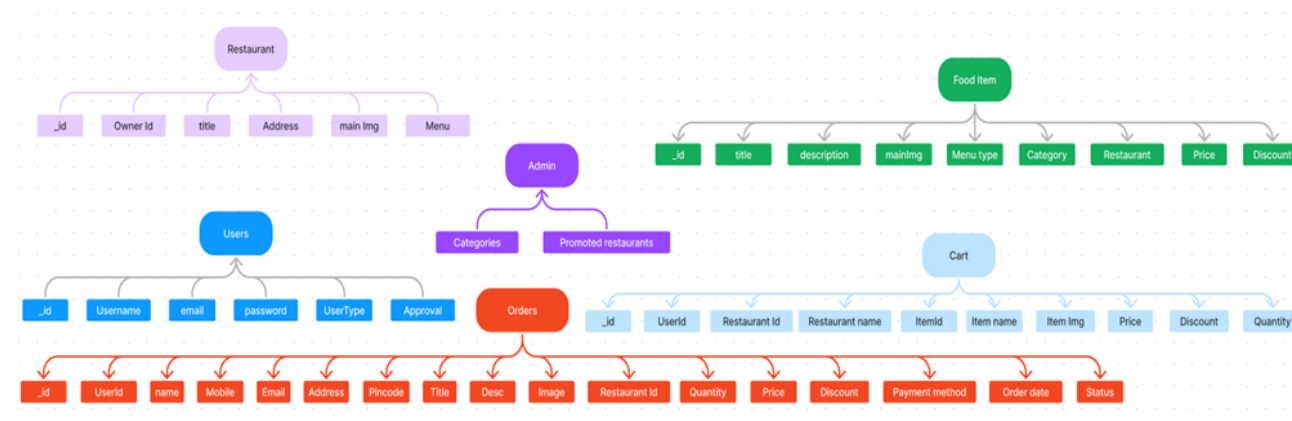 Restaurant
_id
Owner Id
title
Address
main Img
Menu
Food Item
_id
title
description
mainImg
Menu type
Category
Restaurant
Price
Discount
Admin
Categories
Promoted restaurants
Users
_id
Username
email
password
UserType
Approval
Cart
_id
UserId
Restaurant Id
Restaurant name
ItemId
Item name
Item Img
Price
Discount
Quantity
Orders
_id
UserId
name
Mobile
Email
Address
Pincode
Title
Desc
Image
Restaurant Id
Quantity
Price
Discount
Payment method
Order date
Status